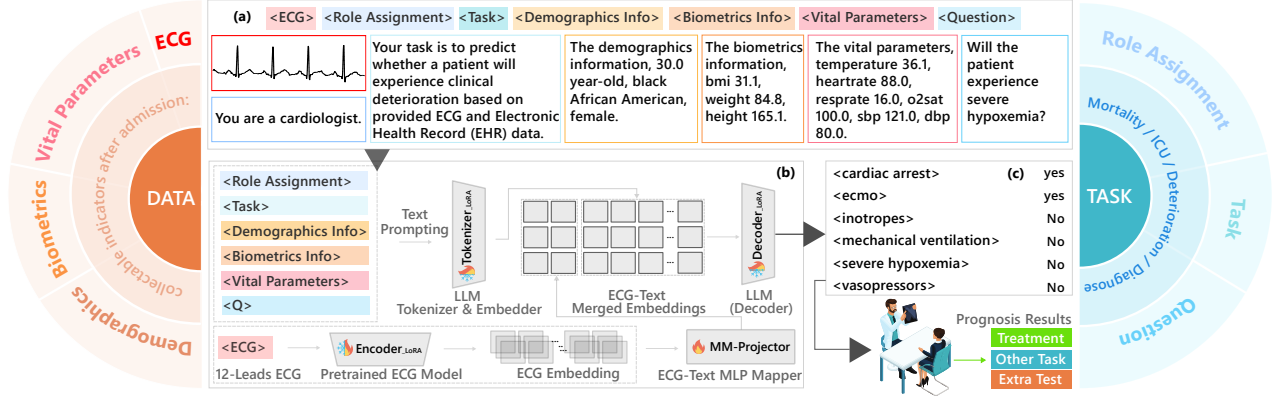 ECG
Vital Parameters
Biometrics
Demographics
collectable indicators after admission:
DATA
(a)
<ECG> <Role Assignment> <Task> <Demographics Info> <Biometrics Info> <Vital Parameters> <Question>
You are a cardiologist.
Your task is to predict
whether a patient will
experience clinical
deterioration based on
provided ECG and Electronic
Health Record (EHR) data.
The demographics
information, 30.0
year-old, black
African American,
female.
The biometrics
information,
bmi 31.1,
weight 84.8,
height 165.1.
The vital parameters,
temperature 36.1,
heartrate 88.0,
resprate 16.0, o2sat
100.0, sbp 121.0, dbp
80.0.
Will the
patient
experience
severe
hypoxemia?
(b)
<Role Assignment>
<Task>
<Demographics Info>
<Biometrics Info>
<Vital Parameters>
<Q>
Text
Prompting
Tokenizer_LoRA
LLM
Tokenizer & Embedder
...
...
...
ECG-Text
Merged Embeddings
Decoder_LoRA
LLM
(Decoder)
<ECG>
12-Leads ECG
Encoder_LoRA
Pretrained ECG Model
...
...
ECG Embedding
MM-Projector
ECG-Text MLP Mapper
(c)
<cardiac arrest> yes
<ecmo> yes
<inotropes> No
<mechanical ventilation> No
<severe hypoxemia> No
<vasopressors> No
Prognosis Results
Treatment
Other Task
Extra Test
TASK
Mortality / ICU / Deterioration / Diagnose
Role Assignment
Task
Question